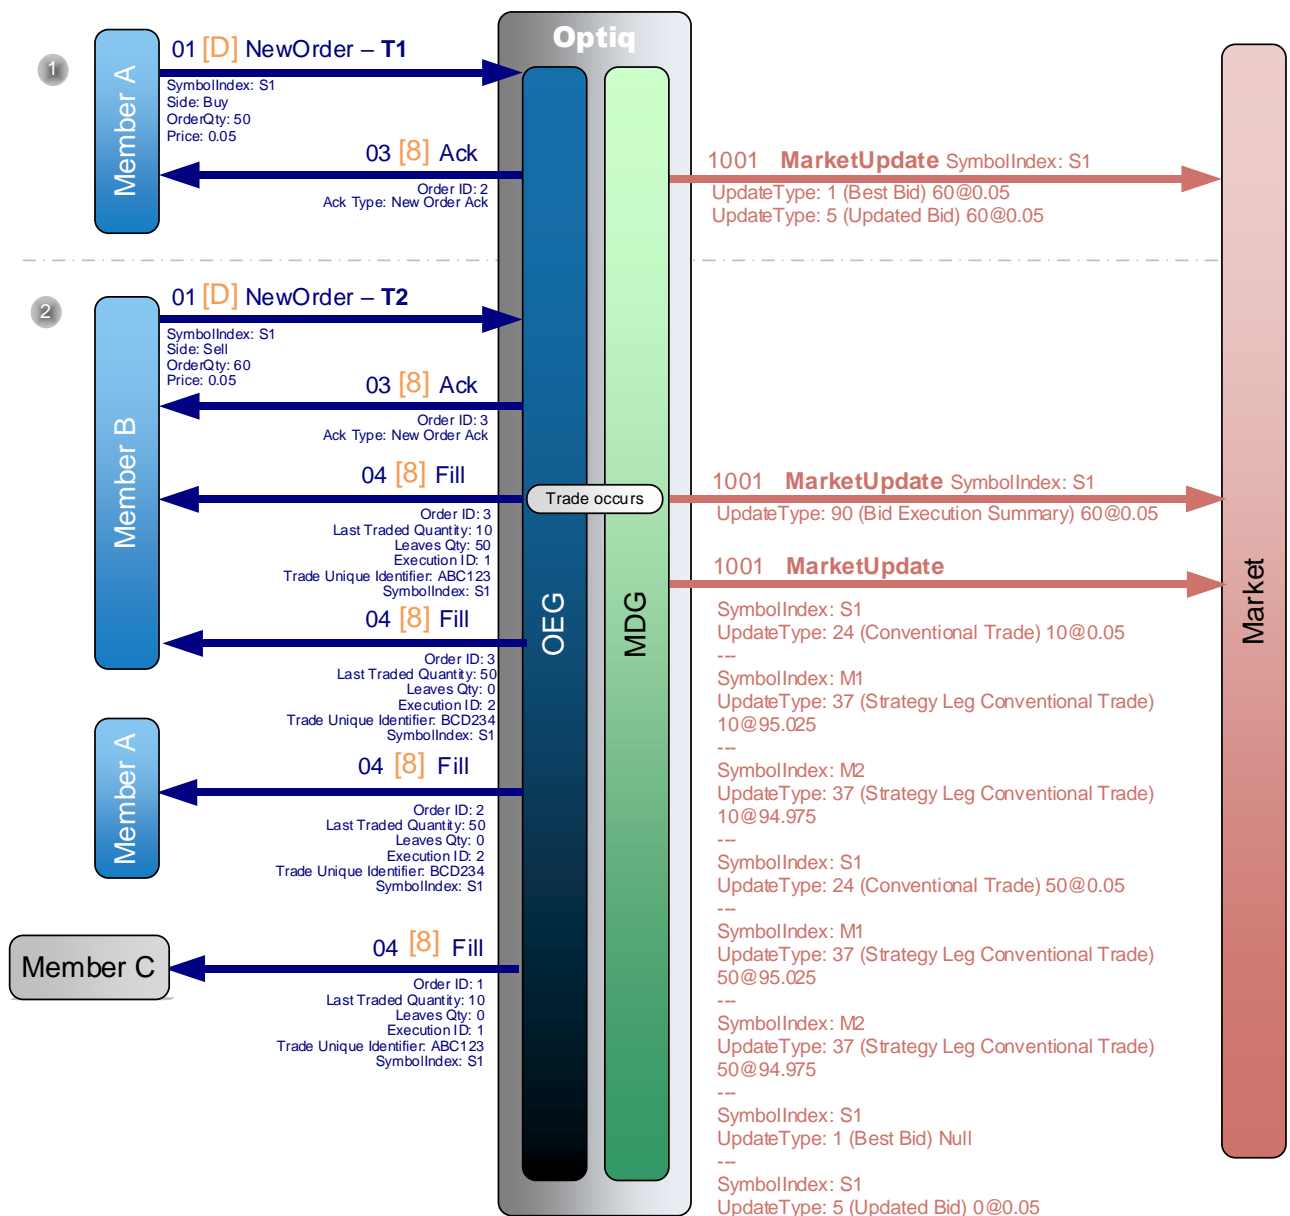 Optiq
1
Member A
01 [D] NewOrder – T1
SymbolIndex: S1
Side: Buy
OrderQty: 50
Price: 0.05
03 [8] Ack
Order ID: 2
Ack Type: New Order Ack
1001 MarketUpdate SymbolIndex: S1
UpdateType: 1 (Best Bid) 60@0.05
UpdateType: 5 (Updated Bid) 60@0.05
2
Member B
01 [D] NewOrder – T2
SymbolIndex: S1
Side: Sell
OrderQty: 60
Price: 0.05
03 [8] Ack
Order ID: 3
Ack Type: New Order Ack
04 [8] Fill
Trade occurs
Order ID: 3
Last Traded Quantity: 10
Leaves Qty: 50
Execution ID: 1
Trade Unique Identifier: ABC123
SymbolIndex: S1
04 [8] Fill
Order ID: 3
Last Traded Quantity: 50
Leaves Qty: 0
Execution ID: 2
Trade Unique Identifier: BCD234
SymbolIndex: S1
Member A
04 [8] Fill
Order ID: 2
Last Traded Quantity: 50
Leaves Qty: 0
Execution ID: 2
Trade Unique Identifier: BCD234
SymbolIndex: S1
Member C
04 [8] Fill
Order ID: 1
Last Traded Quantity: 10
Leaves Qty: 0
Execution ID: 1
Trade Unique Identifier: ABC123
SymbolIndex: S1
OEG
MDG
1001 MarketUpdate SymbolIndex: S1
UpdateType: 90 (Bid Execution Summary) 60@0.05
1001 MarketUpdate
SymbolIndex: S1
UpdateType: 24 (Conventional Trade) 10@0.05
---
SymbolIndex: M1
UpdateType: 37 (Strategy Leg Conventional Trade)
10@95.025
---
SymbolIndex: M2
UpdateType: 37 (Strategy Leg Conventional Trade)
10@94.975
---
SymbolIndex: S1
UpdateType: 24 (Conventional Trade) 50@0.05
---
SymbolIndex: M1
UpdateType: 37 (Strategy Leg Conventional Trade)
50@95.025
---
SymbolIndex: M2
UpdateType: 37 (Strategy Leg Conventional Trade)
50@94.975
---
SymbolIndex: S1
UpdateType: 1 (Best Bid) Null
---
SymbolIndex: S1
UpdateType: 5 (Updated Bid) 0@0.05
Market